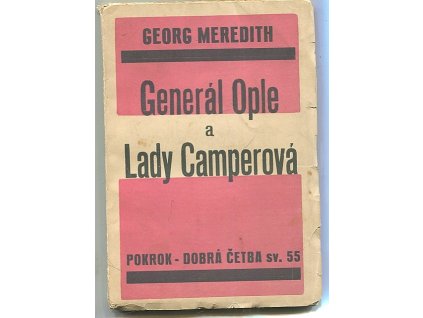 GEORG MEREDITH
Generál Ople
a
Lady Camperová
POKROK - DOBRÁ ČETBA sv. 55